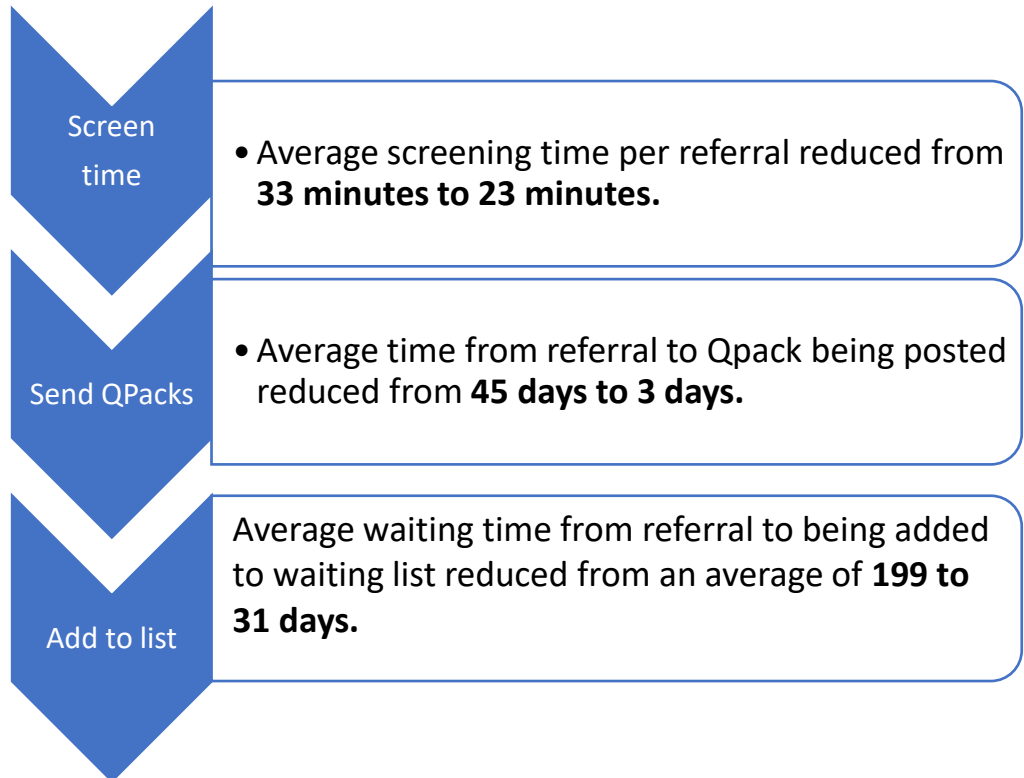 Screen
time
• Average screening time per referral reduced from
33 minutes to 23 minutes.
Send QPacks
• Average time from referral to Qpack being posted
reduced from 45 days to 3 days.
Add to list
Average waiting time from referral to being added
to waiting list reduced from an average of 199 to
31 days.